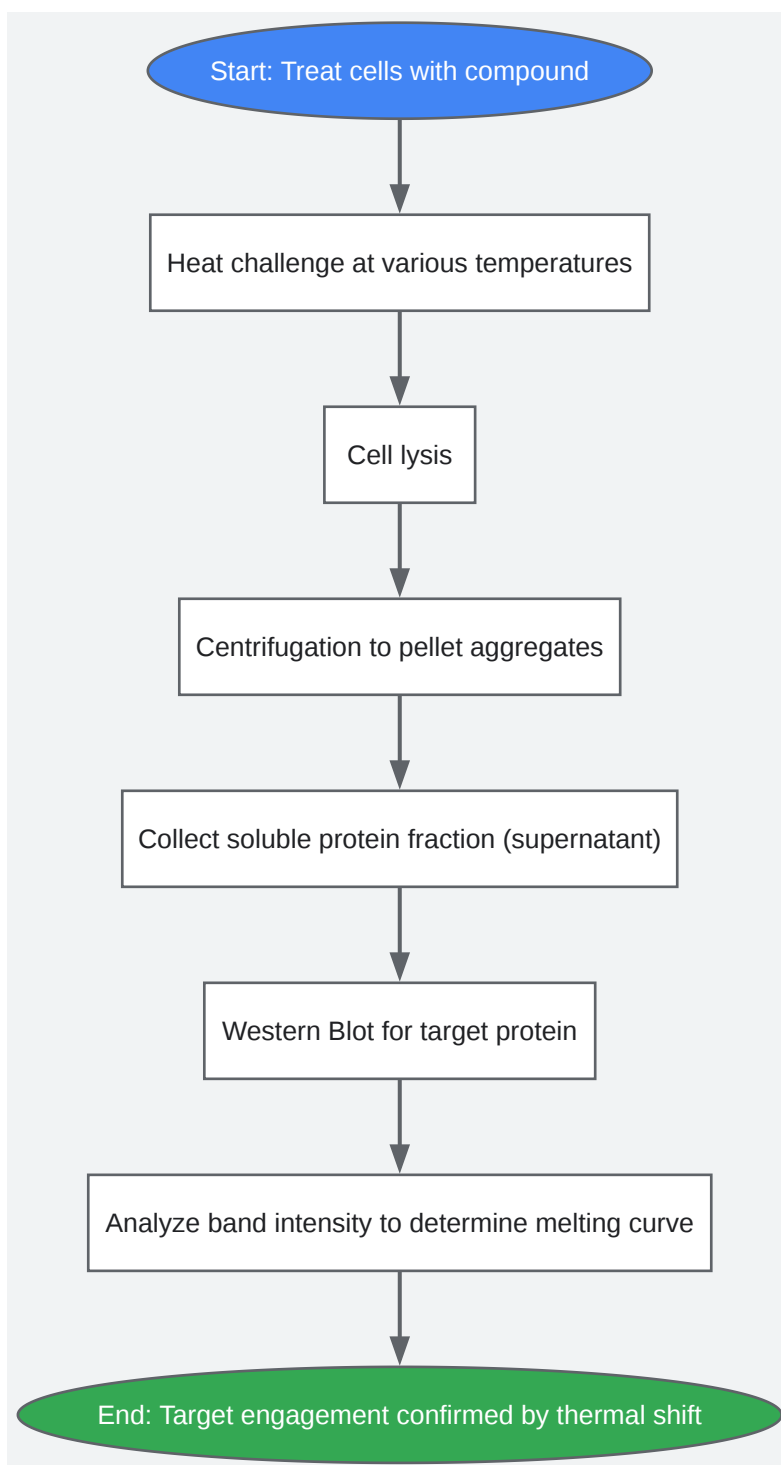 Start: Treat cells with compound
Heat challenge at various temperatures
Cell lysis
Centrifugation to pellet aggregates
Collect soluble protein fraction (supernatant)
Western Blot for target protein
Analyze band intensity to determine melting curve
End: Target engagement confirmed by thermal shift